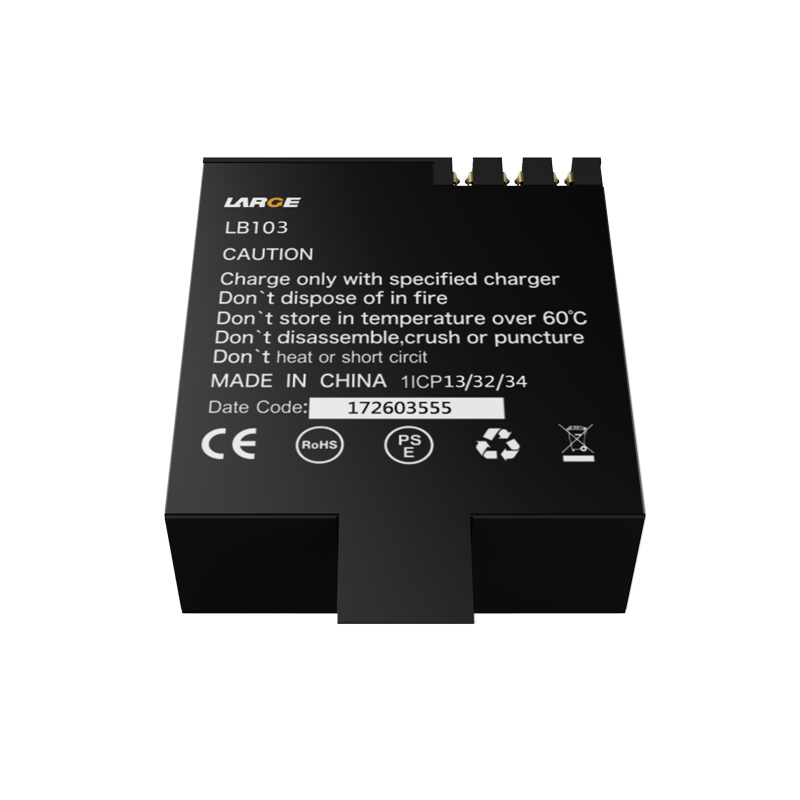 LARGE
LB103
CAUTION
Charge only with specified charger
Don`t dispose of in fire
Don`t store in temperature over 60℃
Don`t disassemble,crush or puncture
Don`t heat or short circit
MADE IN CHINA 1ICP13/32/34
Date Code: 172603555
CE RoHS PS E